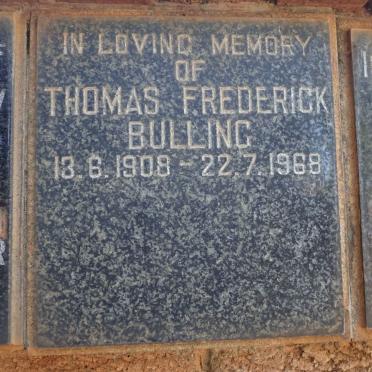 IN LOVING MEMORY
OF
THOMAS FREDERICK
BULLING
13.6.1908 - 22.7.1968